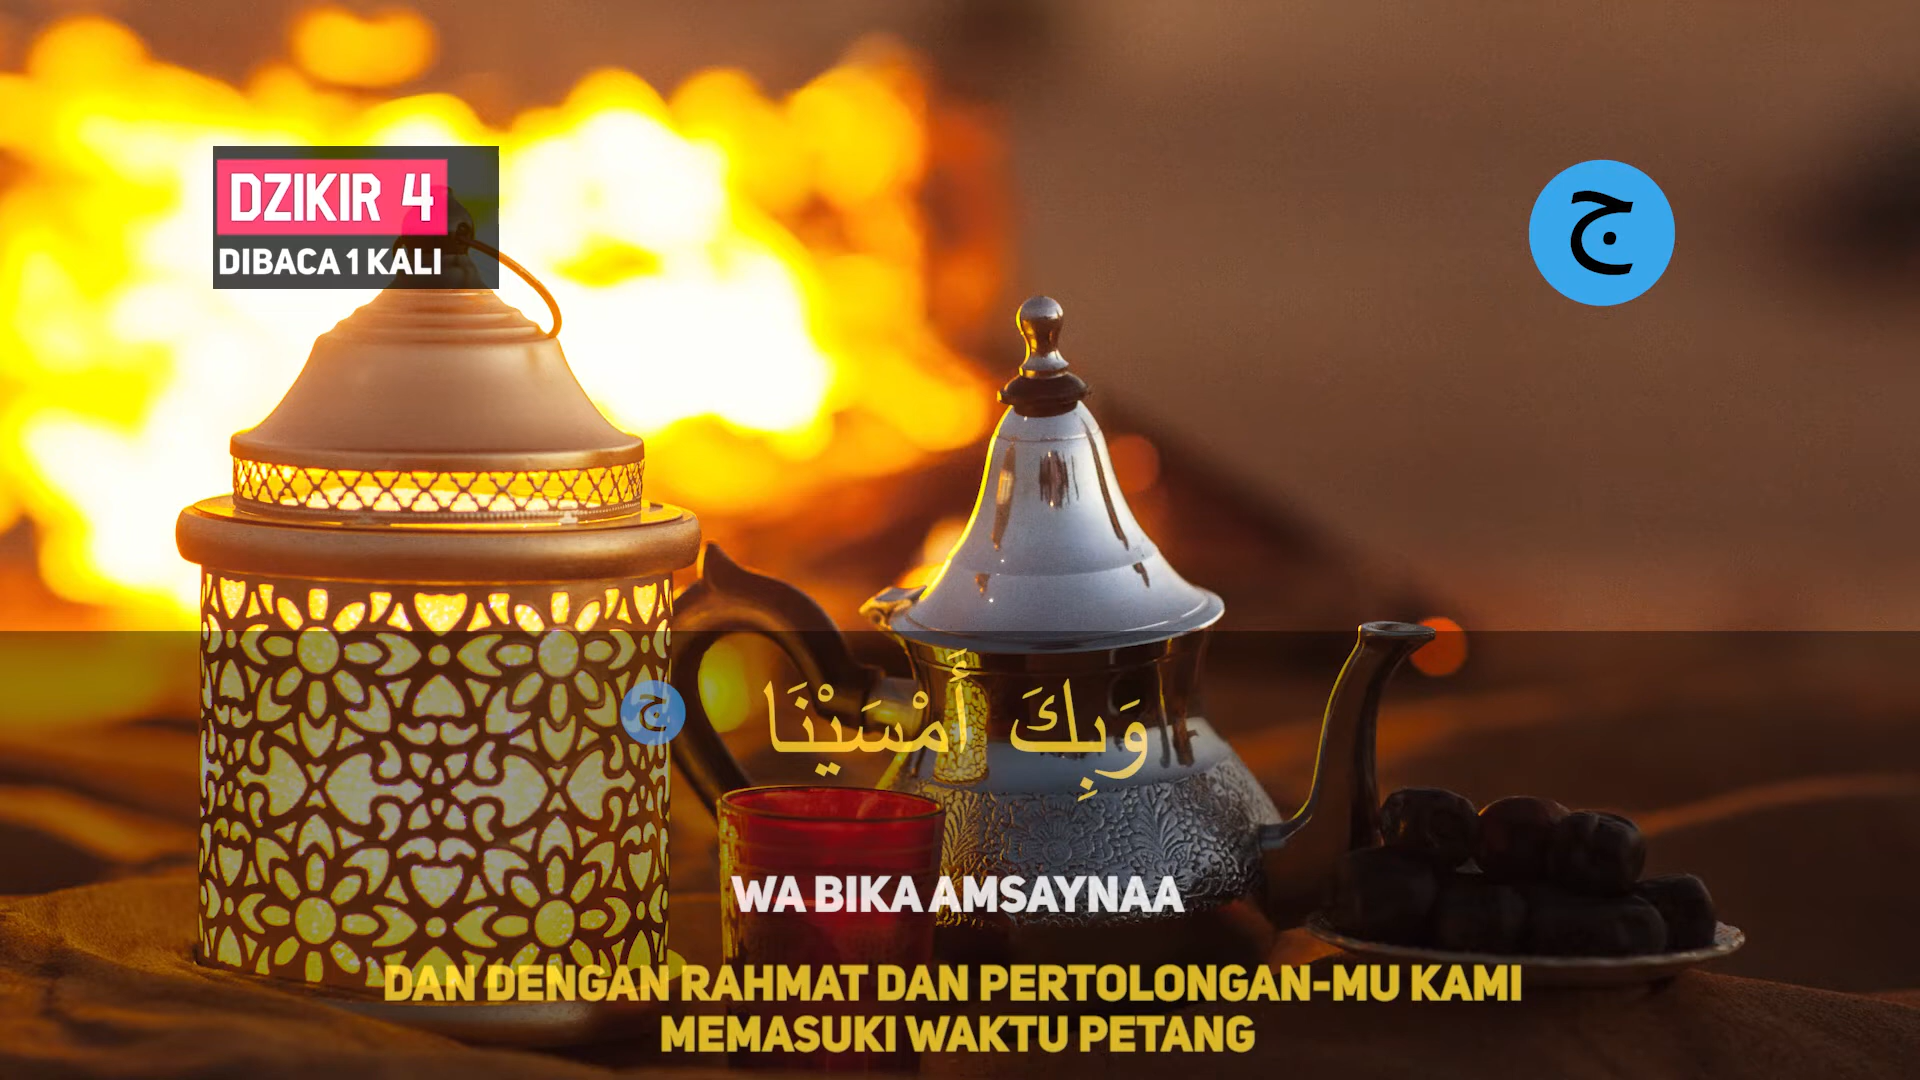 DZIKIR 4
DIBACA 1 KALI
ج
وَبِكَ أَمْسَيْنَا ج
WA BIKA AMSAYNAA
DAN DENGAN RAHMAT DAN PERTOLONGAN-MU KAMI
MEMASUKI WAKTU PETANG